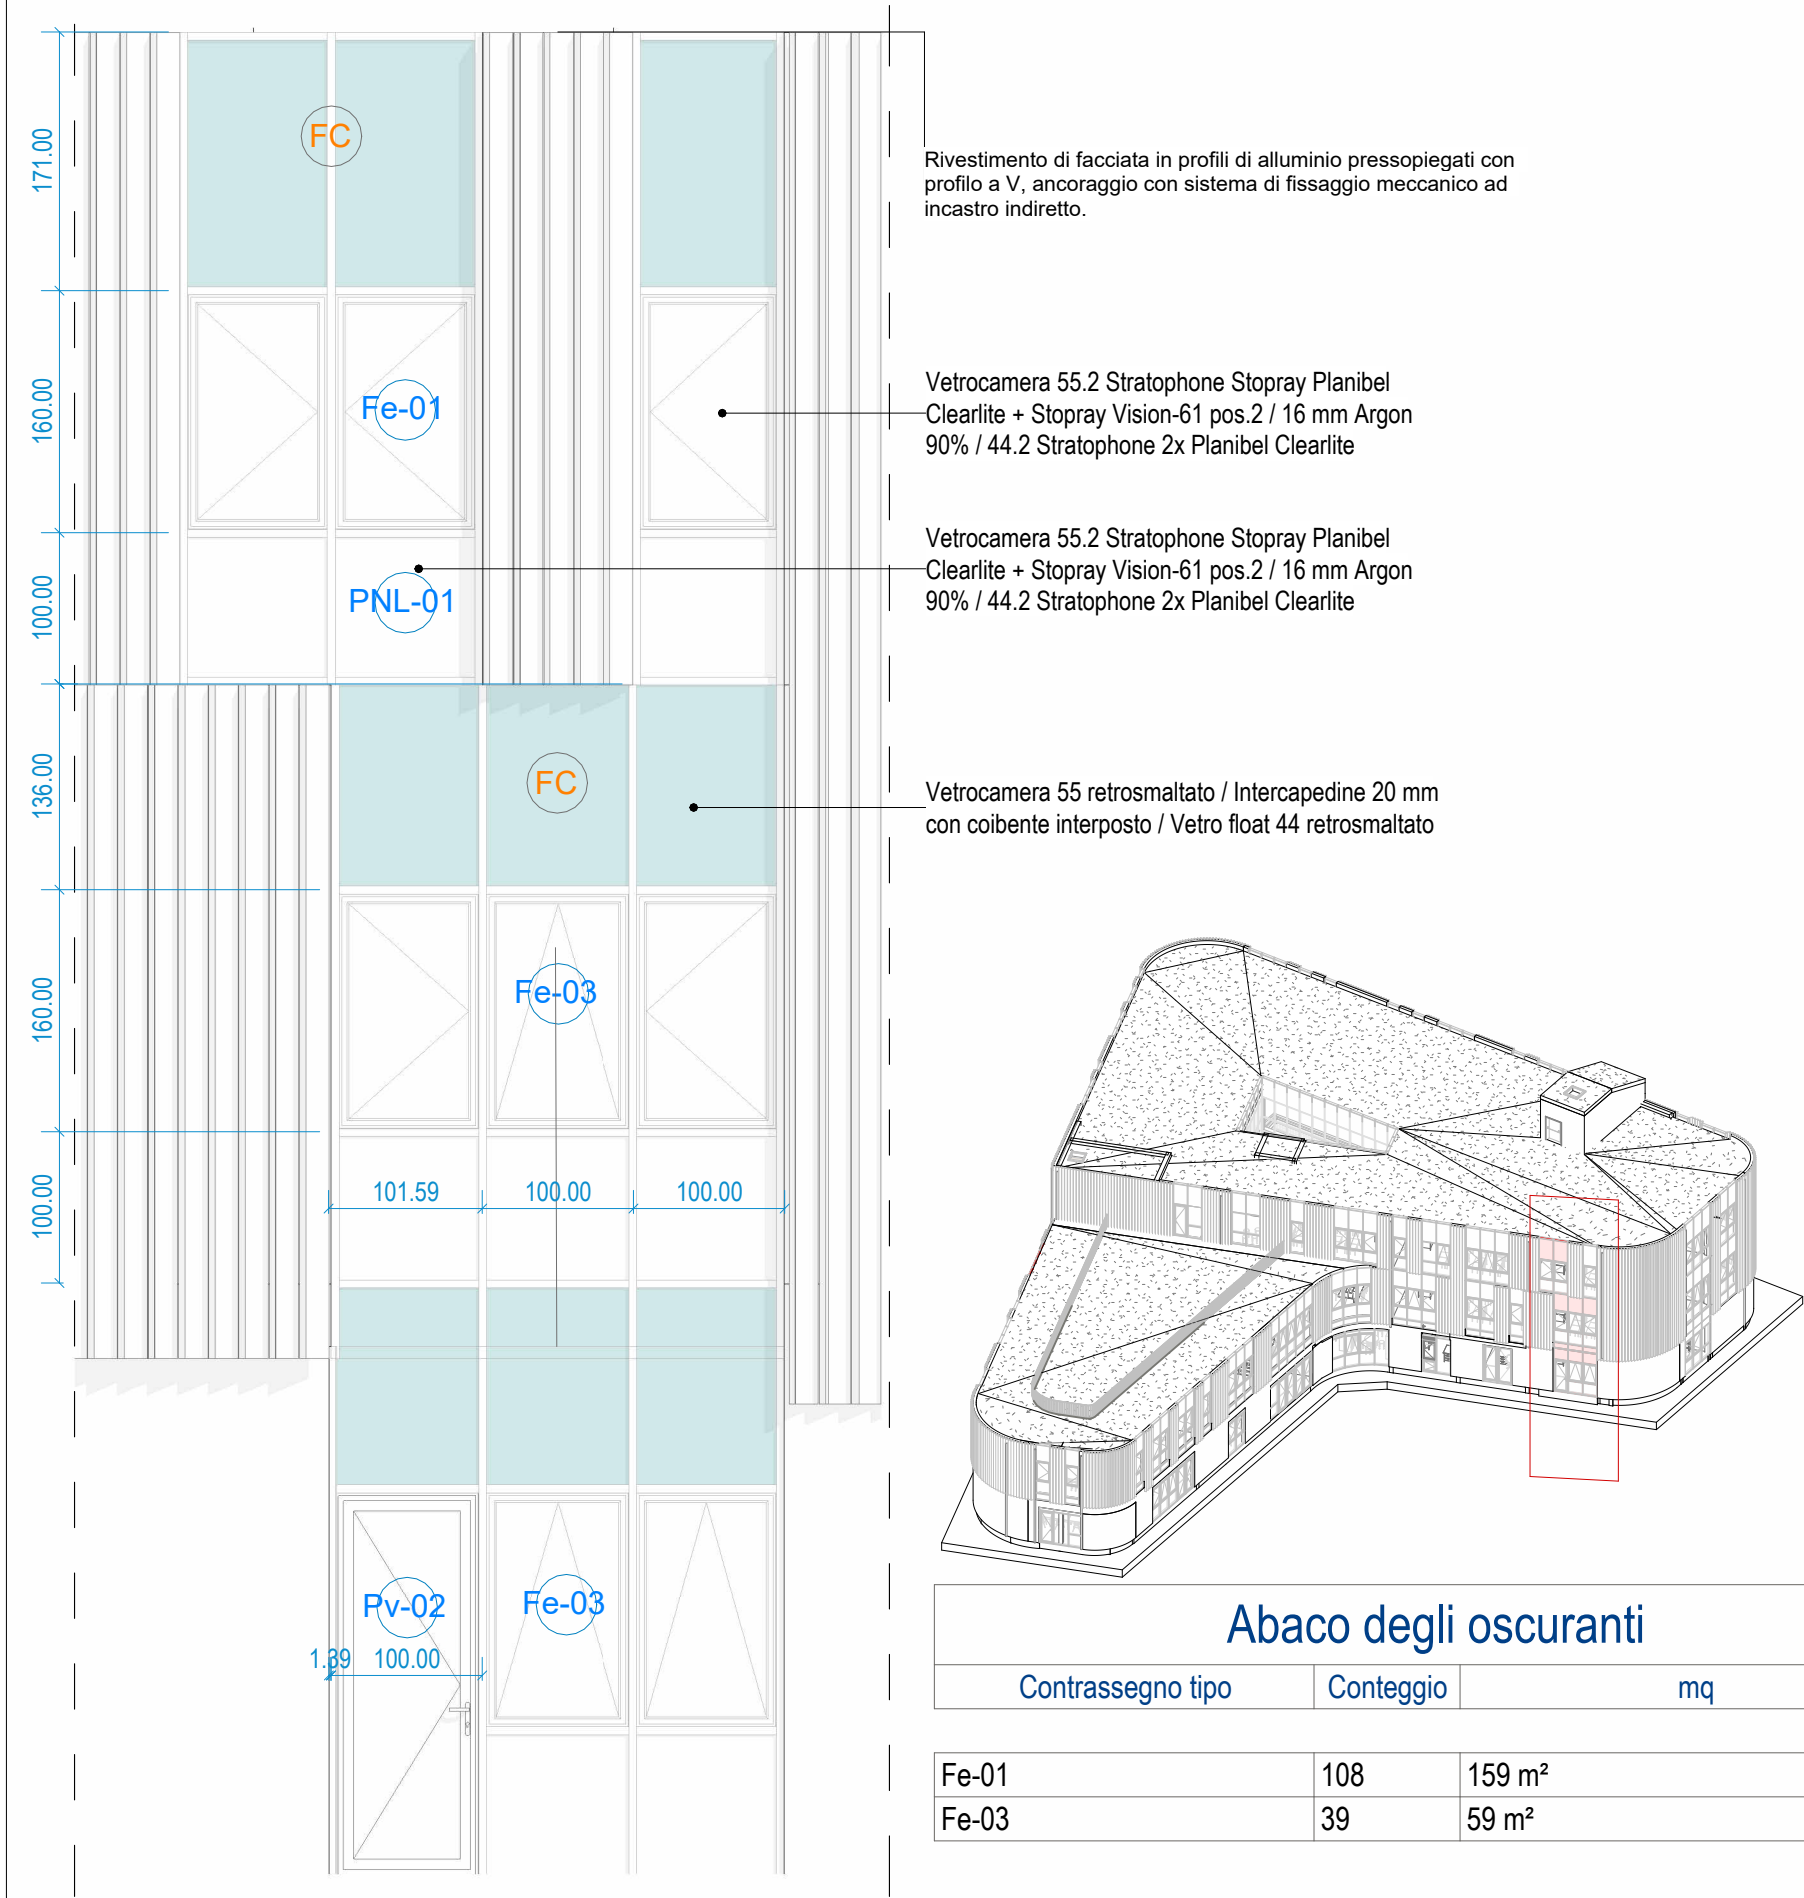 171.00
FC
Rivestimento di facciata in profili di alluminio pressopiegati con
profilo a V, ancoraggio con sistema di fissaggio meccanico ad
incastro indiretto.
160.00
Fe-01
Vetrocamera 55.2 Stratophone Stopray Planibel
Clearlite + Stopray Vision-61 pos.2 / 16 mm Argon
90% / 44.2 Stratophone 2x Planibel Clearlite
100.00
PNL-01
Vetrocamera 55.2 Stratophone Stopray Planibel
Clearlite + Stopray Vision-61 pos.2 / 16 mm Argon
90% / 44.2 Stratophone 2x Planibel Clearlite
136.00
FC
Vetrocamera 55 retrosmaltato / Intercapedine 20 mm
con coibente interposto / Vetro float 44 retrosmaltato
160.00
Fe-03
100.00
101.59 100.00 100.00
Pv-02 Fe-03
1.39 100.00
Abaco degli oscuranti
Contrassegno tipo Conteggio mq
Fe-01 108 159 m²
Fe-03 39 59 m²